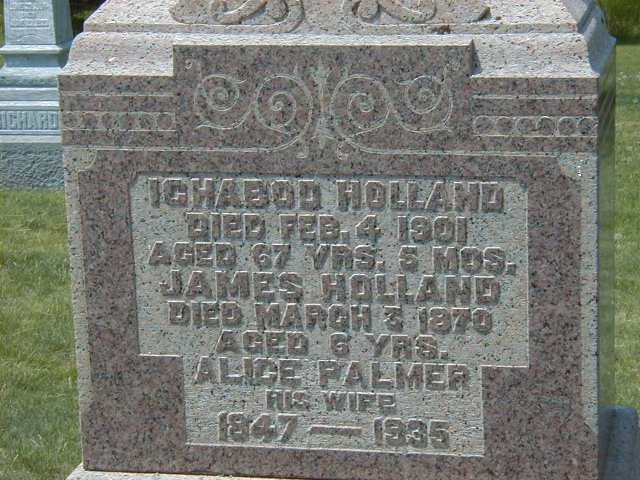 RICHARD
ICHABOD HOLLAND
DIED FEB. 4 1901
AGED 67 YRS. 5 MOS.
JAMES HOLLAND
DIED MARCH 3 1870
AGED 6 YRS.
ALICE PALMER
HIS WIFE
1847 — 1935